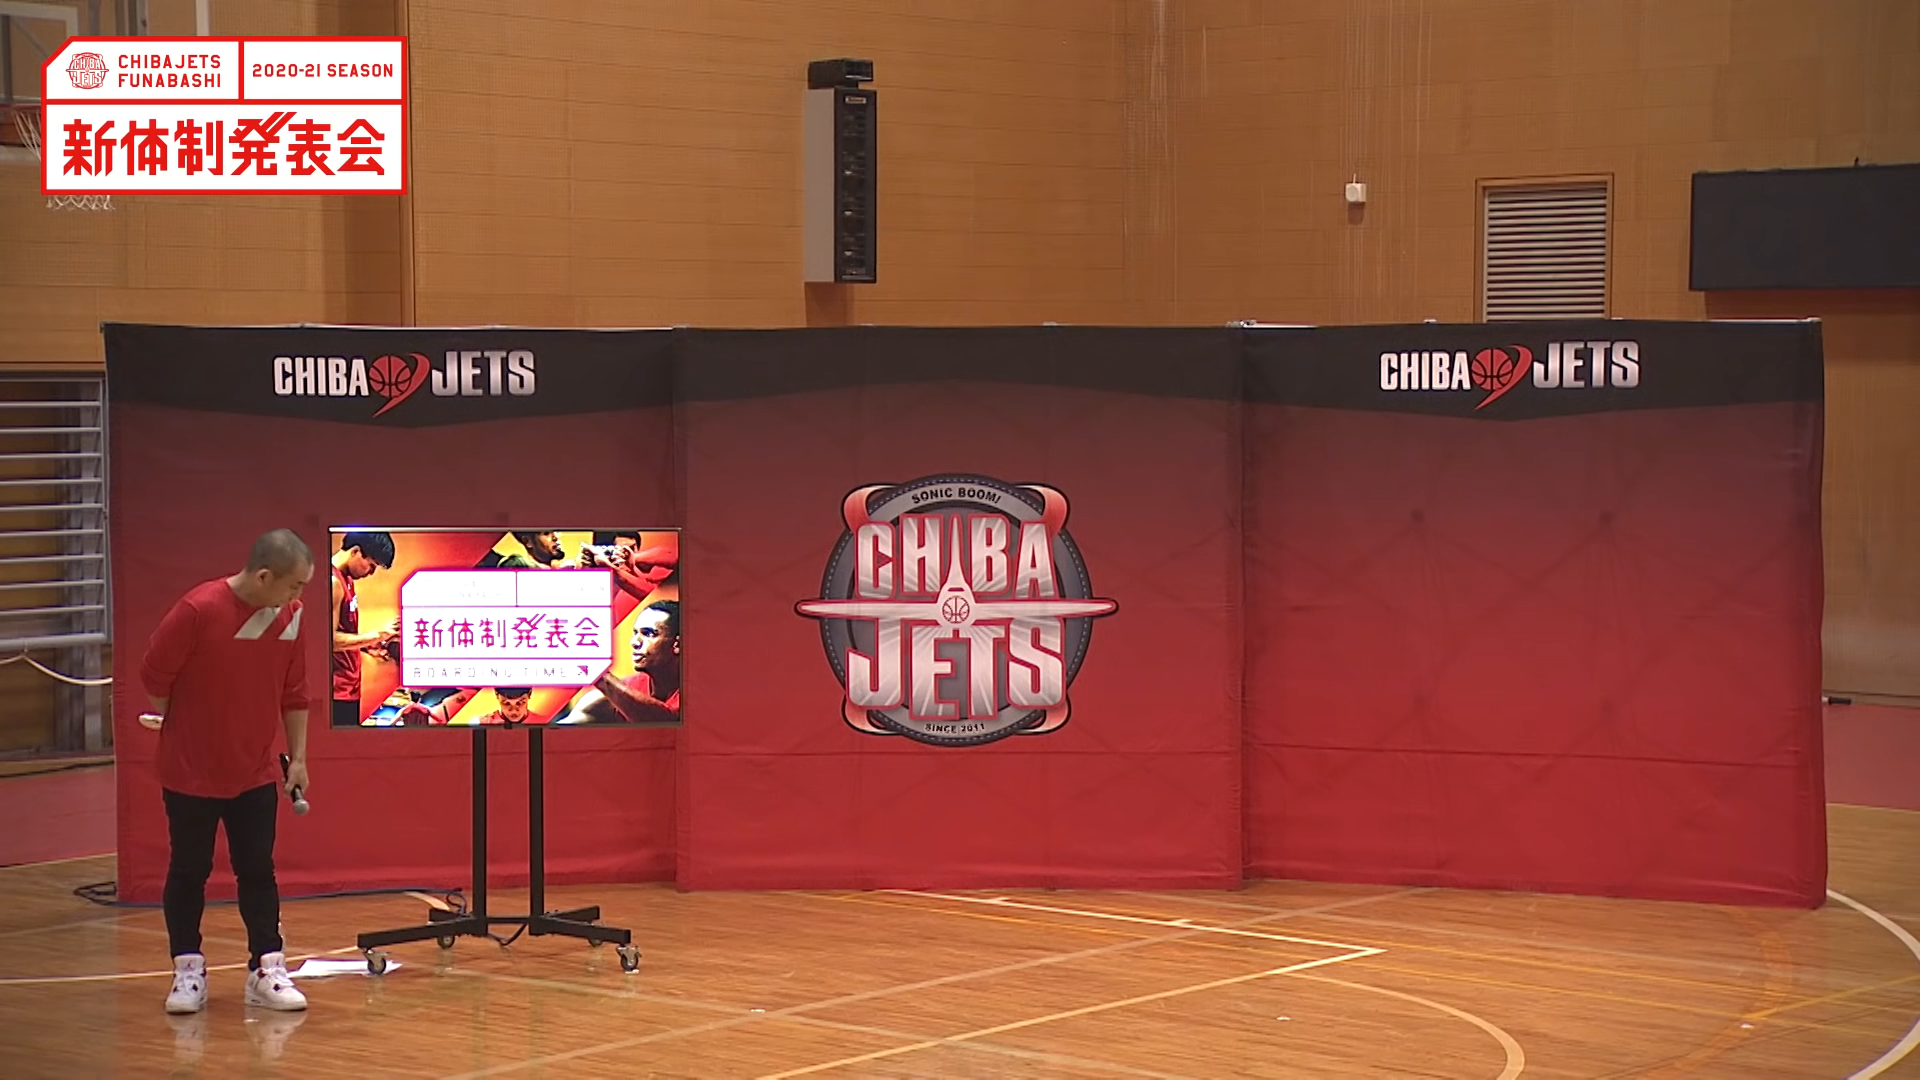 CHIBAJETS
FUNABASHI
2020-21 SEASON
新体制発表会
CHIBA JETS
CHIBA JETS
SONIC BOOM!
CHIBA
JETS
SINCE 2011
新体制発表会
BOARDING TIME